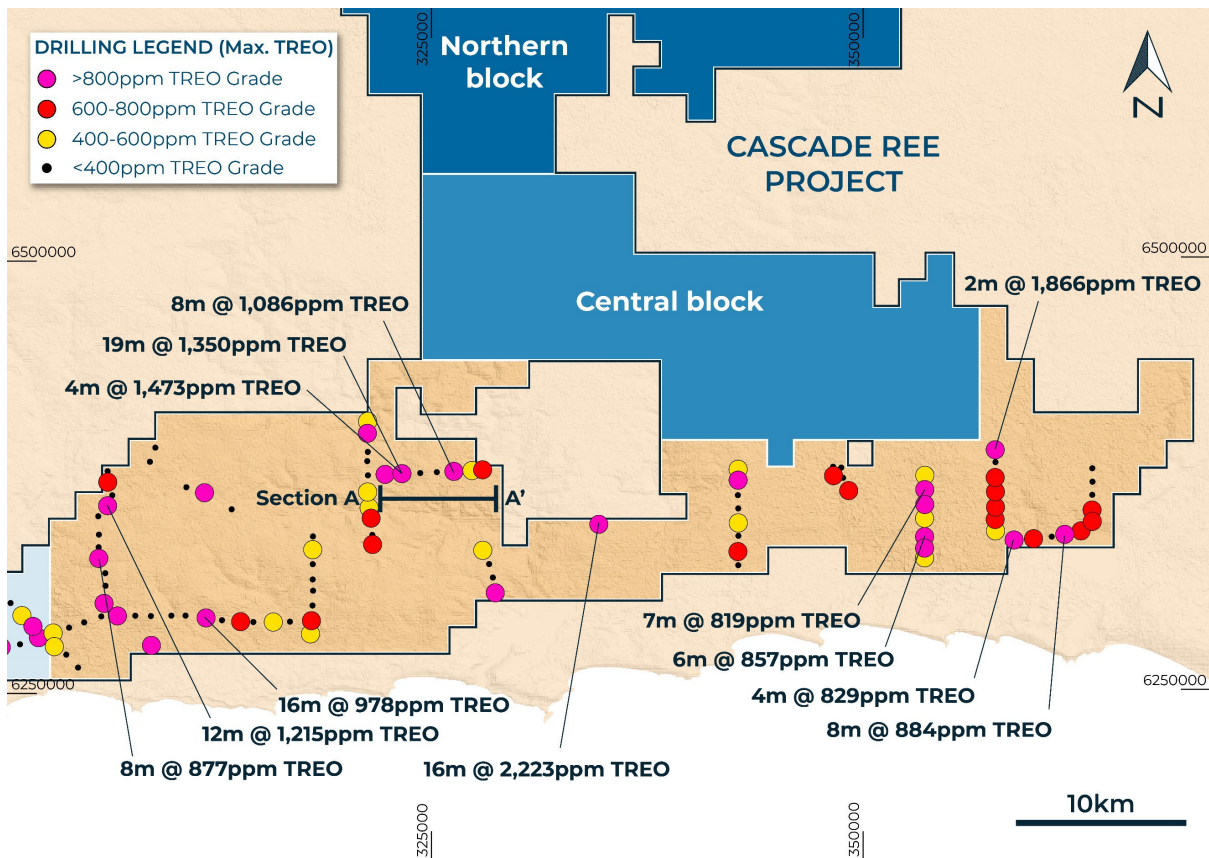 DRILLING LEGEND (Max. TREO)
>800ppm TREO Grade
600-800ppm TREO Grade
400-600ppm TREO Grade
<400ppm TREO Grade
325000
350000
Northern
block
N
CASCADE REE
PROJECT
6500000
6500000
Central block
2m @ 1,866ppm TREO
8m @ 1,086ppm TREO
19m @ 1,350ppm TREO
4m @ 1,473ppm TREO
Section A
A'
7m @ 819ppm TREO
6m @ 857ppm TREO
4m @ 829ppm TREO
8m @ 884ppm TREO
6250000
6250000
16m @ 978ppm TREO
12m @ 1,215ppm TREO
8m @ 877ppm TREO
16m @ 2,223ppm TREO
10km
325000
350000